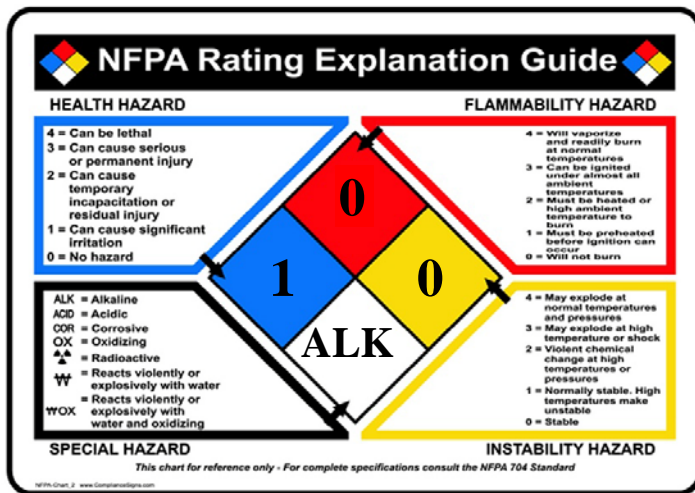 NFPA Rating Explanation Guide
HEALTH HAZARD
4 = Can be lethal
3 = Can cause serious
or permanent injury
2 = Can cause
temporary
incapacitation or
residual injury
1 = Can cause significant
irritation
0 = No hazard
FLAMMABILITY HAZARD
4 = Will vaporize
and readily burn
at normal
temperatures
3 = Can be ignited
under almost all
ambient
temperatures
2 = Must be heated or
high ambient
temperature to
burn
1 = Must be preheated
before ignition can
occur
0 = Will not burn
0
1
0
ALK
ALK = Alkaline
ACID = Acidic
COR = Corrosive
OX = Oxidizing
= Radioactive
W = Reacts violently or
explosively with water
WOX = Reacts violently or
explosively with
water and oxidizing
SPECIAL HAZARD
4 = May explode at
normal temperatures
and pressures
3 = May explode at high
temperature or shock
2 = Violent chemical
change at high
temperatures or
pressures
1 = Normally stable. High
temperatures make
unstable
0 = Stable
INSTABILITY HAZARD
This chart for reference only - For complete specifications consult the NFPA 704 Standard
NFPA-Chart_2 www.ComplianceSigns.com